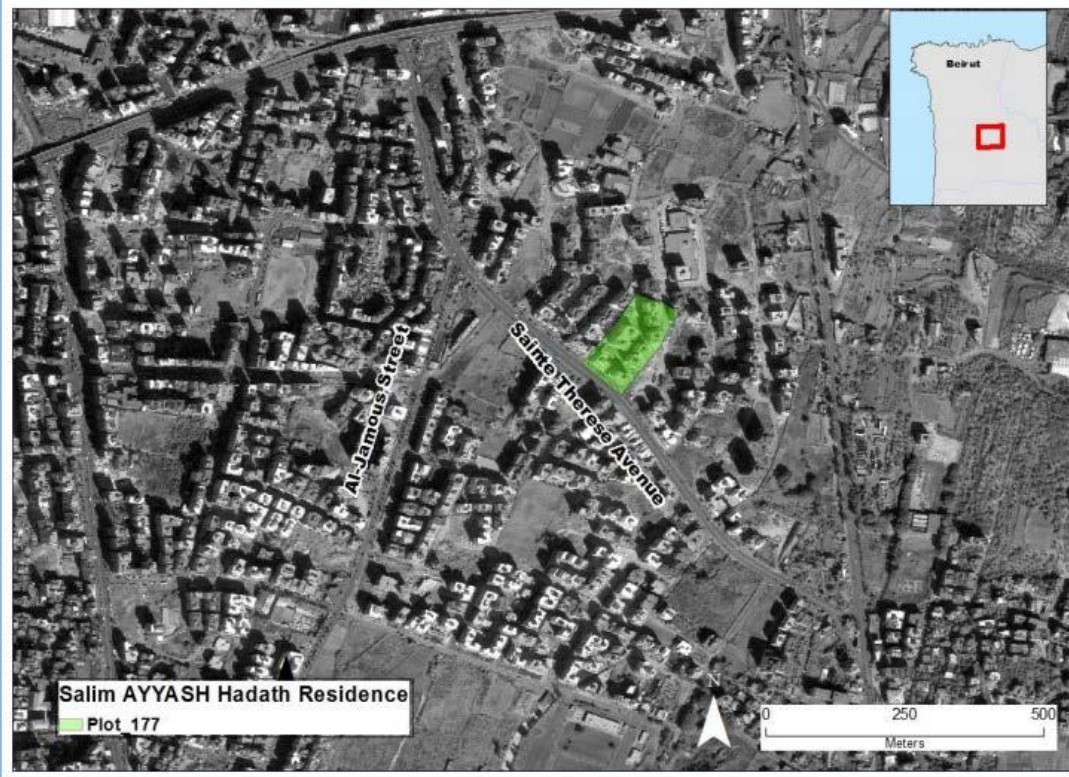 Beirut
Al-Jamous Street
Sainte Therese Avenue
Salim AYYASH Hadath Residence
Plot_177
N
0 250 500
Meters